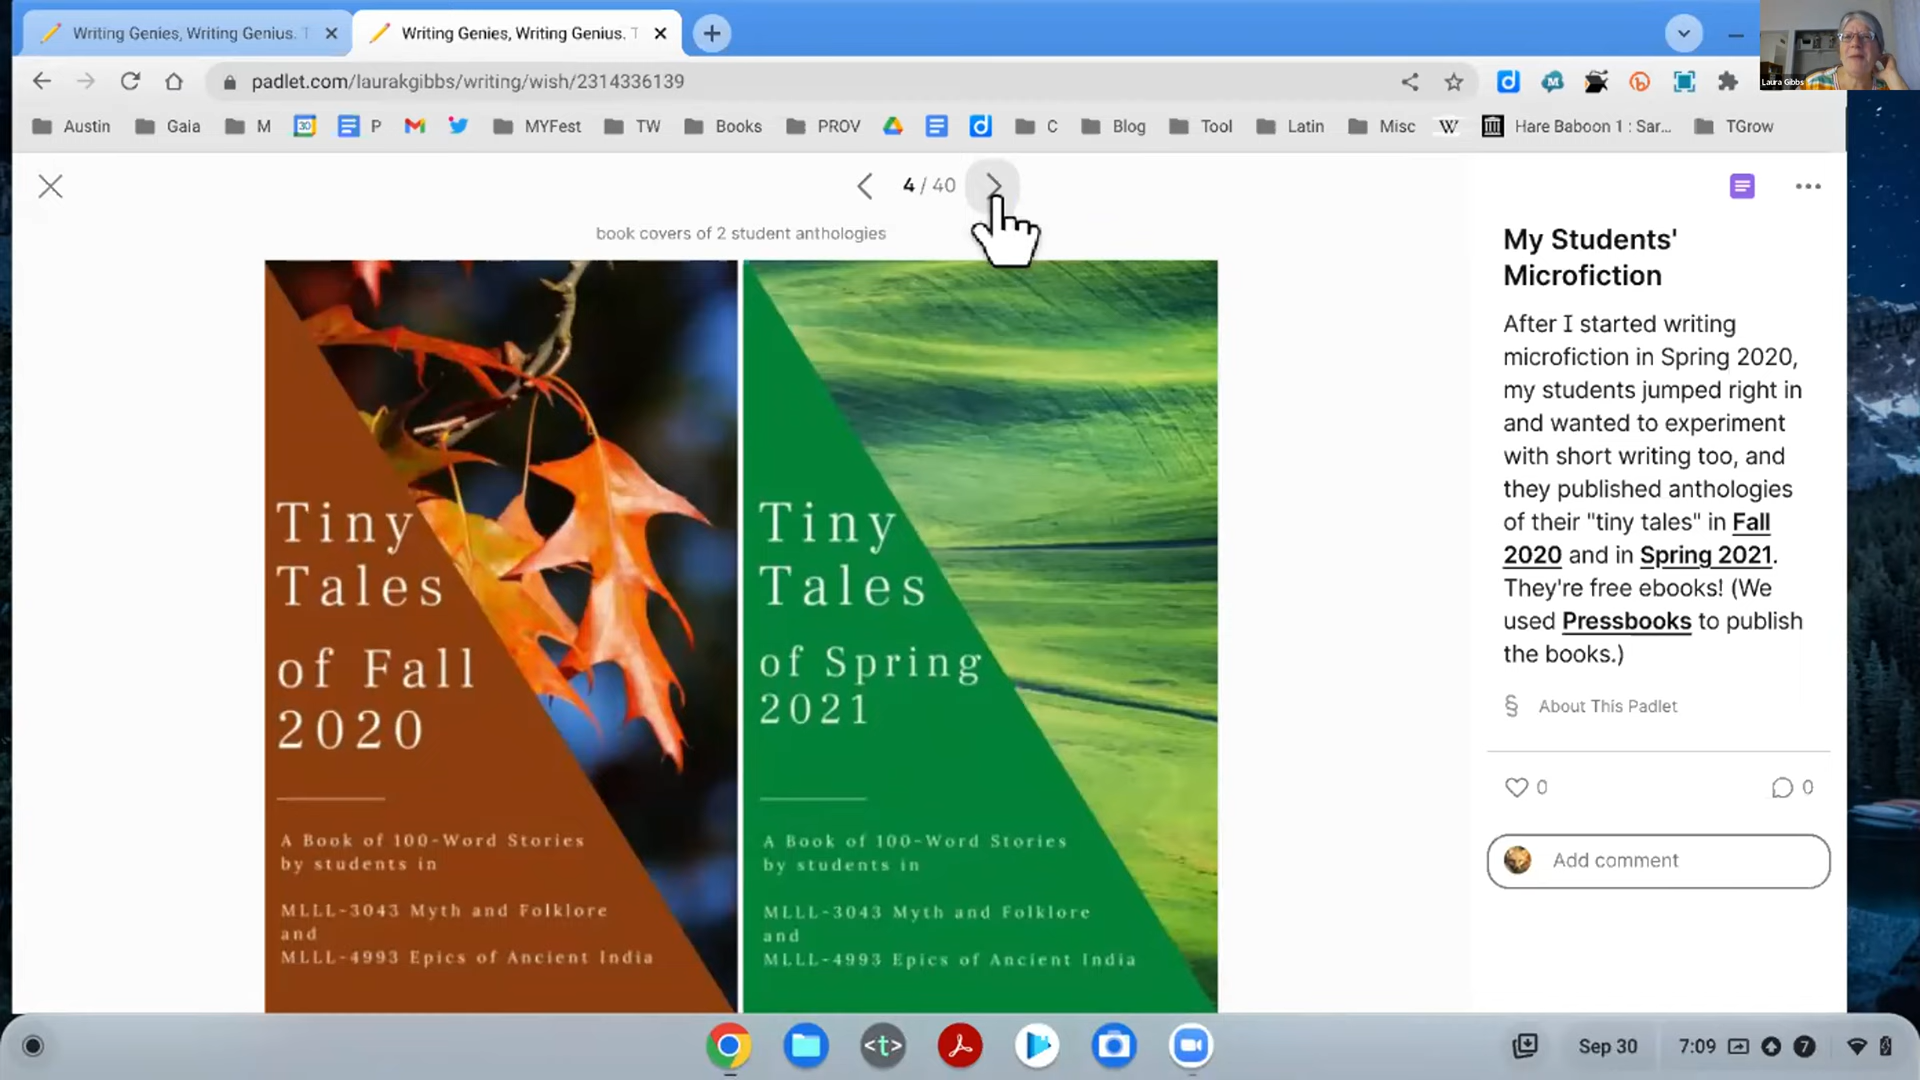 Writing Genies, Writing Genius. T
Writing Genies, Writing Genius. T
Laura Gibbs
padlet.com/laurakgibbs/writing/wish/2314336139
Austin
Gaia
M
30
P
MYFest
TW
Books
PROV
C
Blog
Tool
Latin
Misc
W
Hare Baboon 1 : Sar...
TGrow
4 / 40
book covers of 2 student anthologies
Tiny
Tales
of Fall
2020
A Book of 100-Word Stories
by students in
MLLL-3043 Myth and Folklore
and
MLLL-4993 Epics of Ancient India
Tiny
Tales
of Spring
2021
A Book of 100-Word Stories
by students in
MLLL-3043 Myth and Folklore
and
MLLL-4993 Epics of Ancient India
My Students'
Microfiction
After I started writing
microfiction in Spring 2020,
my students jumped right in
and wanted to experiment
with short writing too, and
they published anthologies
of their "tiny tales" in Fall
2020 and in Spring 2021.
They're free ebooks! (We
used Pressbooks to publish
the books.)
§ About This Padlet
0
0
Add comment
<t>
Sep 30
7:09
7